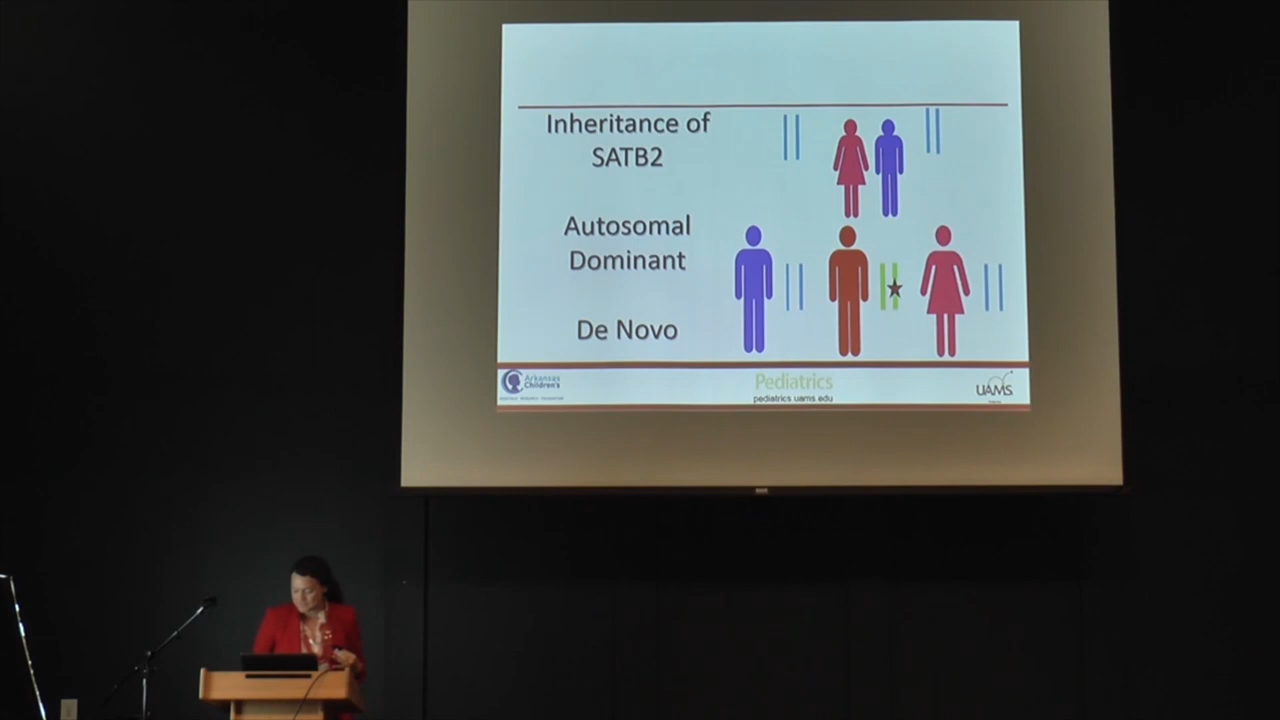 Inheritance of
SATB2
Autosomal
Dominant
De Novo
Arkansas
Children's
Pediatrics
pediatrics.uams.edu
UAMS